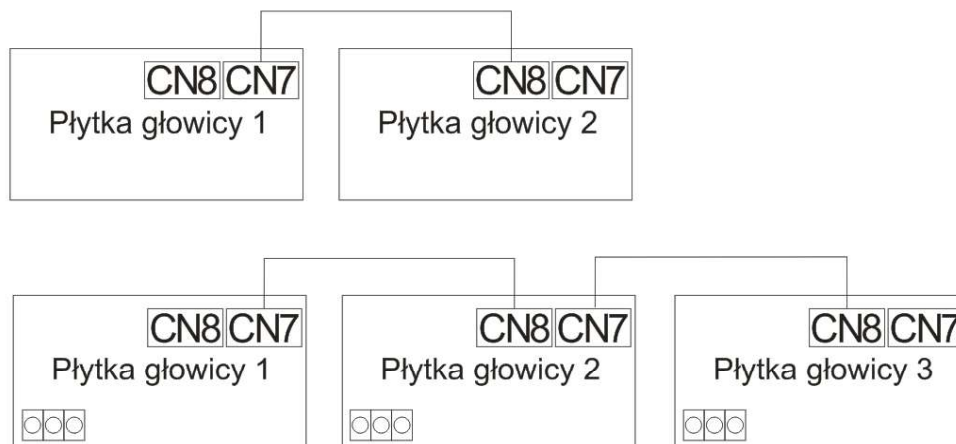 CN8 CN7 CN8 CN7
Płytka głowicy 1 Płytka głowicy 2
CN8 CN7 CN8 CN7 CN8 CN7
Płytka głowicy 1 Płytka głowicy 2 Płytka głowicy 3